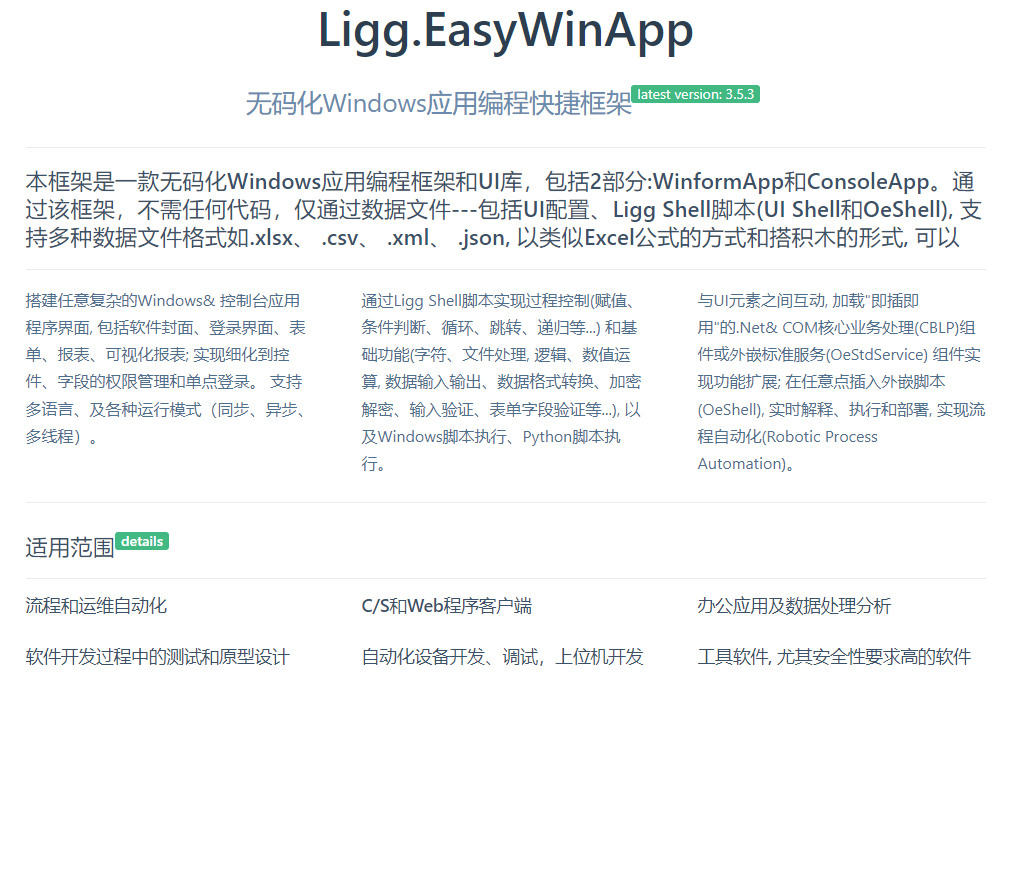 Ligg.EasyWinApp
无码化Windows应用编程快捷框架 latest version: 3.5.3
本框架是一款无码化Windows应用编程框架和UI库，包括2部分:WinformApp和ConsoleApp。通
过该框架，不需任何代码，仅通过数据文件---包括UI配置、Ligg Shell脚本(UI Shell和OeShell), 支
持多种数据文件格式如.xlsx、 .csv、 .xml、 .json, 以类似Excel公式的方式和搭积木的形式, 可以
搭建任意复杂的Windows& 控制台应用
程序界面, 包括软件封面、登录界面、表
单、报表、可视化报表; 实现细化到控
件、字段的权限管理和单点登录。 支持
多语言、及各种运行模式（同步、异步、
多线程）。
通过Ligg Shell脚本实现过程控制(赋值、
条件判断、循环、跳转、递归等...) 和基
础功能(字符、文件处理, 逻辑、数值运
算, 数据输入输出、数据格式转换、加密
解密、输入验证、表单字段验证等...), 以
及Windows脚本执行、Python脚本执
行。
与UI元素之间互动, 加载"即插即
用"的.Net& COM核心业务处理(CBLP)组
件或外嵌标准服务(OeStdService) 组件实
现功能扩展; 在任意点插入外嵌脚本
(OeShell), 实时解释、执行和部署, 实现流
程自动化(Robotic Process
Automation)。
适用范围 details
流程和运维自动化
C/S和Web程序客户端
办公应用及数据处理分析
软件开发过程中的测试和原型设计
自动化设备开发、调试，上位机开发
工具软件, 尤其安全性要求高的软件